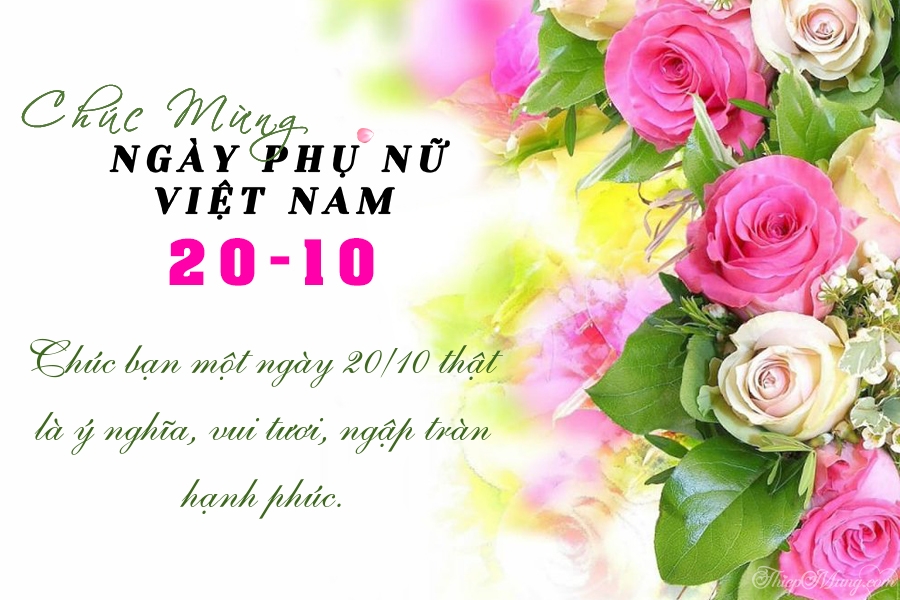 Chúc Mừng
NGÀY PHỤ NỮ
VIỆT NAM
20-10
Chúc bạn một ngày 20/10 thật
là ý nghĩa, vui tươi, ngập tràn
hạnh phúc.
ThiepMung.com